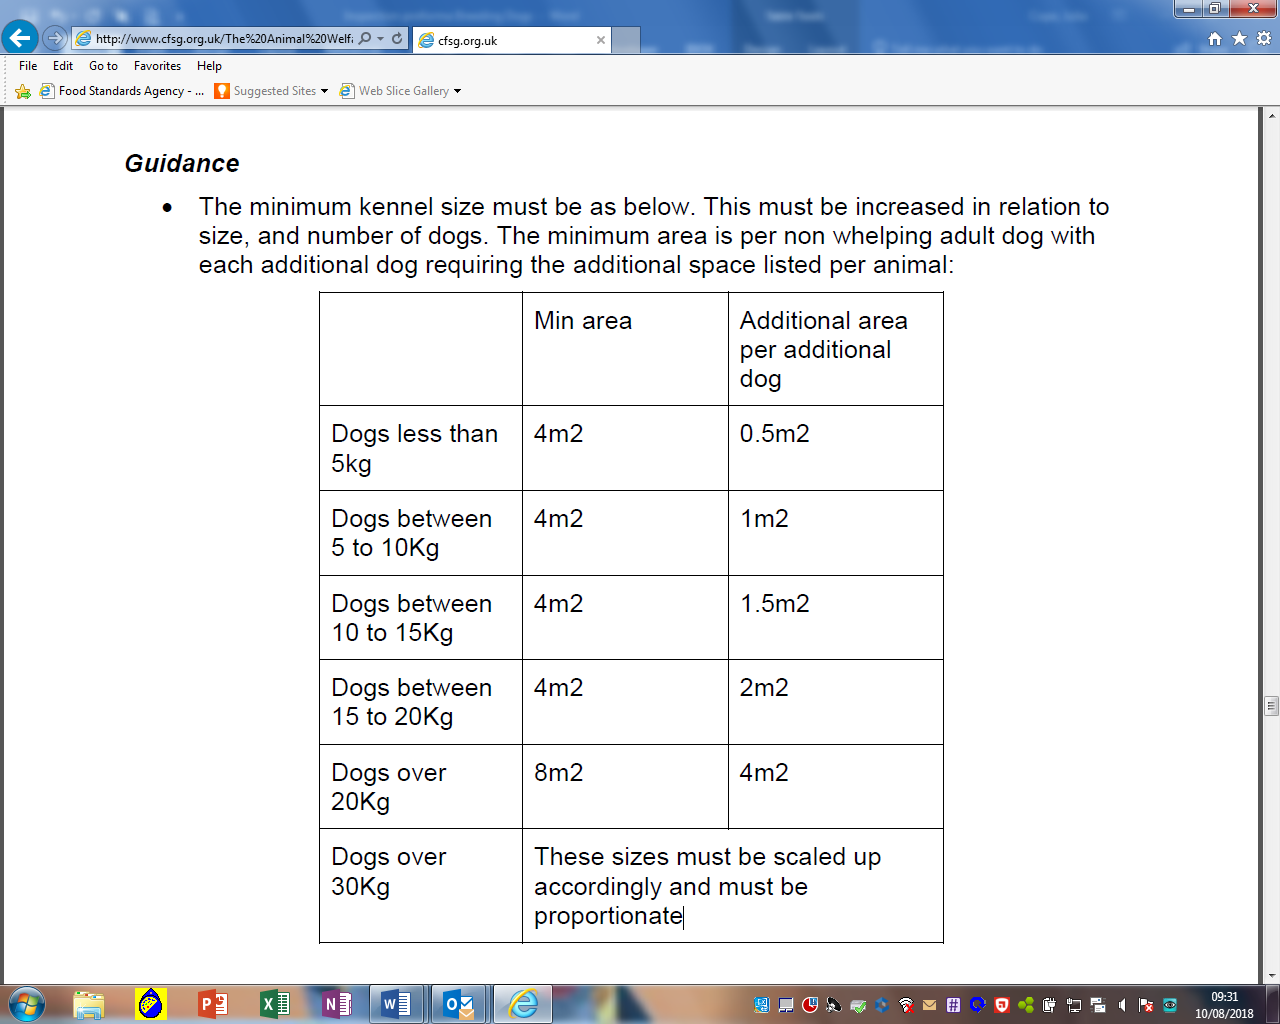 http://www.cfsg.org.uk/The%20Animal%20Welf
cfsg.org.uk
File Edit Go to Favorites Help
Food Standards Agency - ... Suggested Sites Web Slice Gallery
Guidance
• The minimum kennel size must be as below. This must be increased in relation to
size, and number of dogs. The minimum area is per non whelping adult dog with
each additional dog requiring the additional space listed per animal:
Min area
Additional area
per additional
dog
Dogs less than
5kg
4m2
0.5m2
Dogs between
5 to 10Kg
4m2
1m2
Dogs between
10 to 15Kg
4m2
1.5m2
Dogs between
15 to 20Kg
4m2
2m2
Dogs over
20Kg
8m2
4m2
Dogs over
30Kg
These sizes must be scaled up
accordingly and must be
proportionate
09:31
10/08/2018